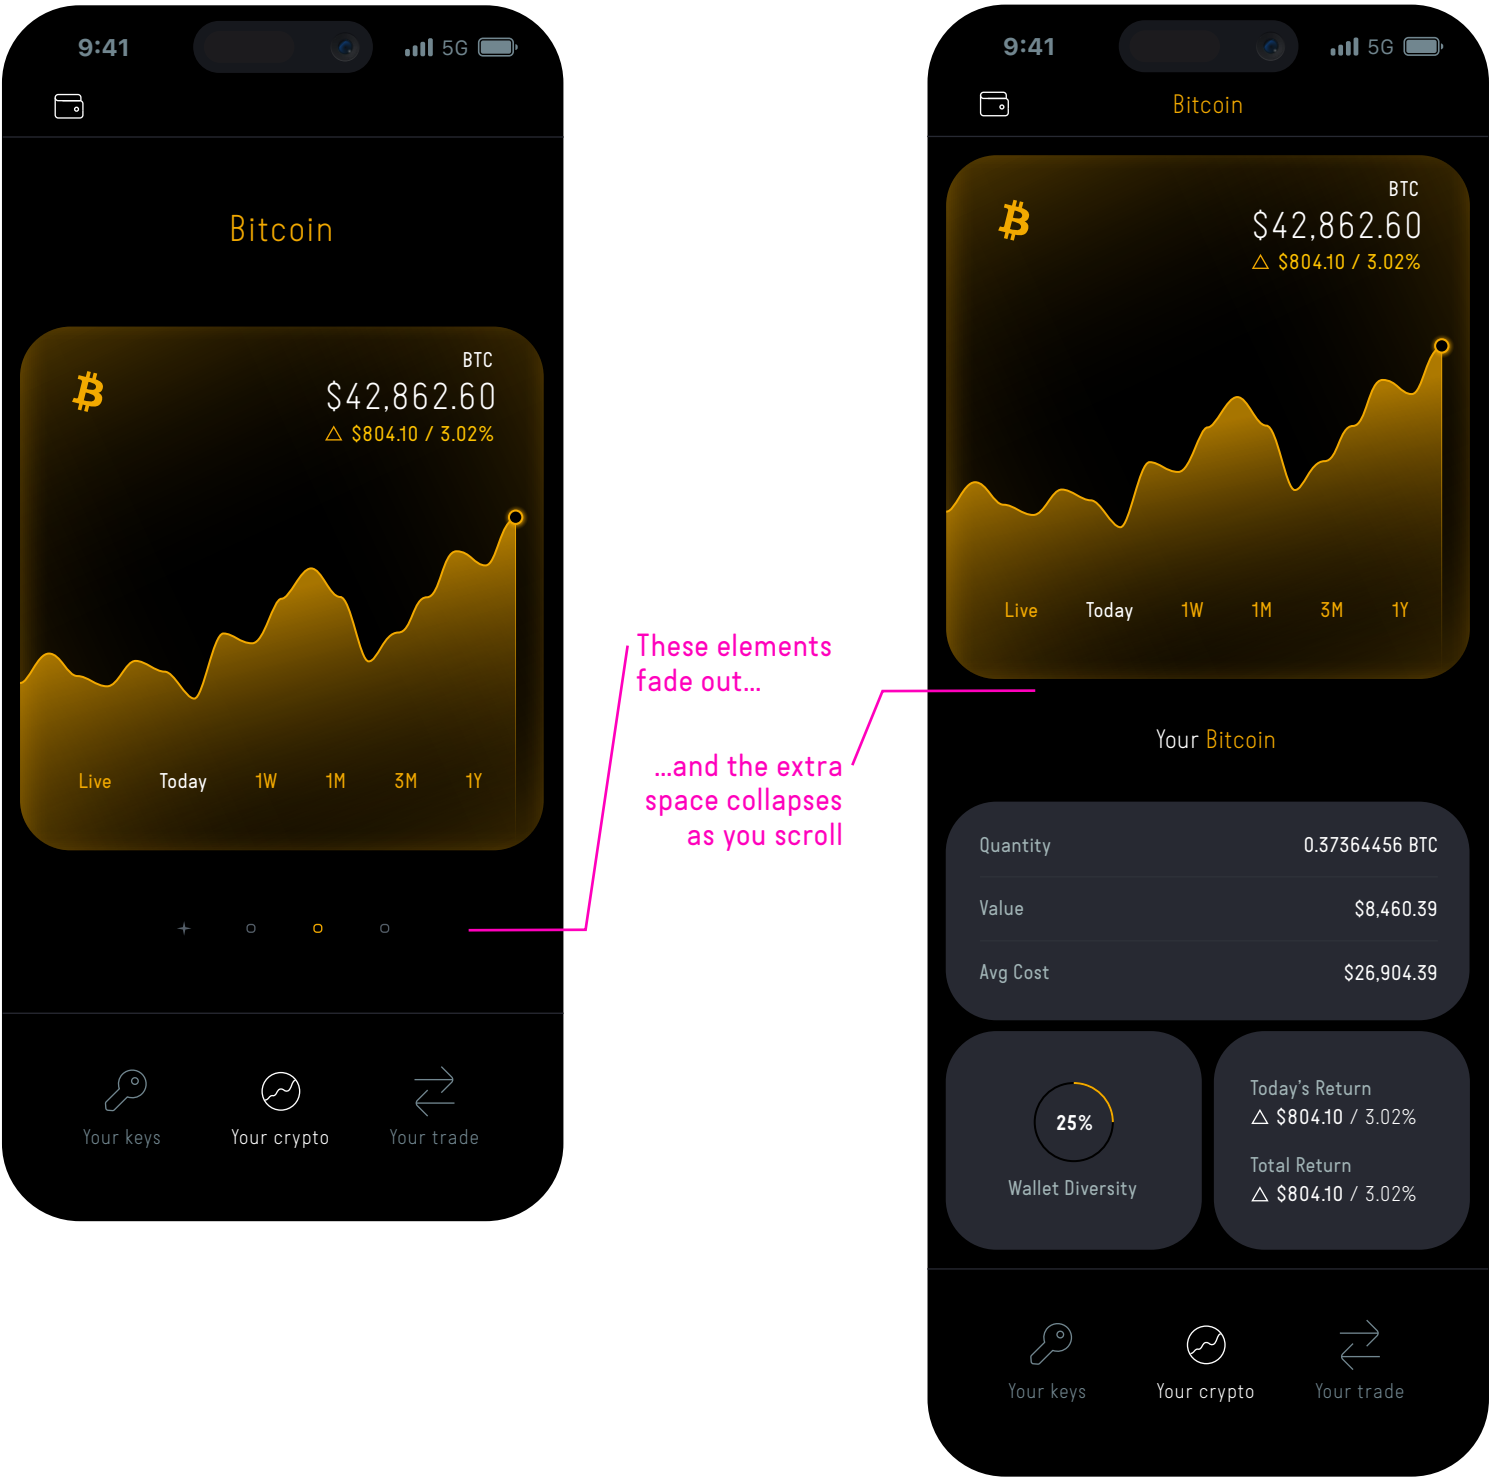 9:41
5G
Bitcoin
BTC
$42,862.60
△ $804.10 / 3.02%
Live Today 1W 1M 3M 1Y
Your keys Your crypto Your trade
These elements
fade out...
...and the extra
space collapses
as you scroll
9:41
5G
Bitcoin
BTC
$42,862.60
△ $804.10 / 3.02%
Live Today 1W 1M 3M 1Y
Your Bitcoin
Quantity 0.37364456 BTC
Value $8,460.39
Avg Cost $26,904.39
25%
Wallet Diversity
Today's Return
△ $804.10 / 3.02%
Total Return
△ $804.10 / 3.02%
Your keys Your crypto Your trade